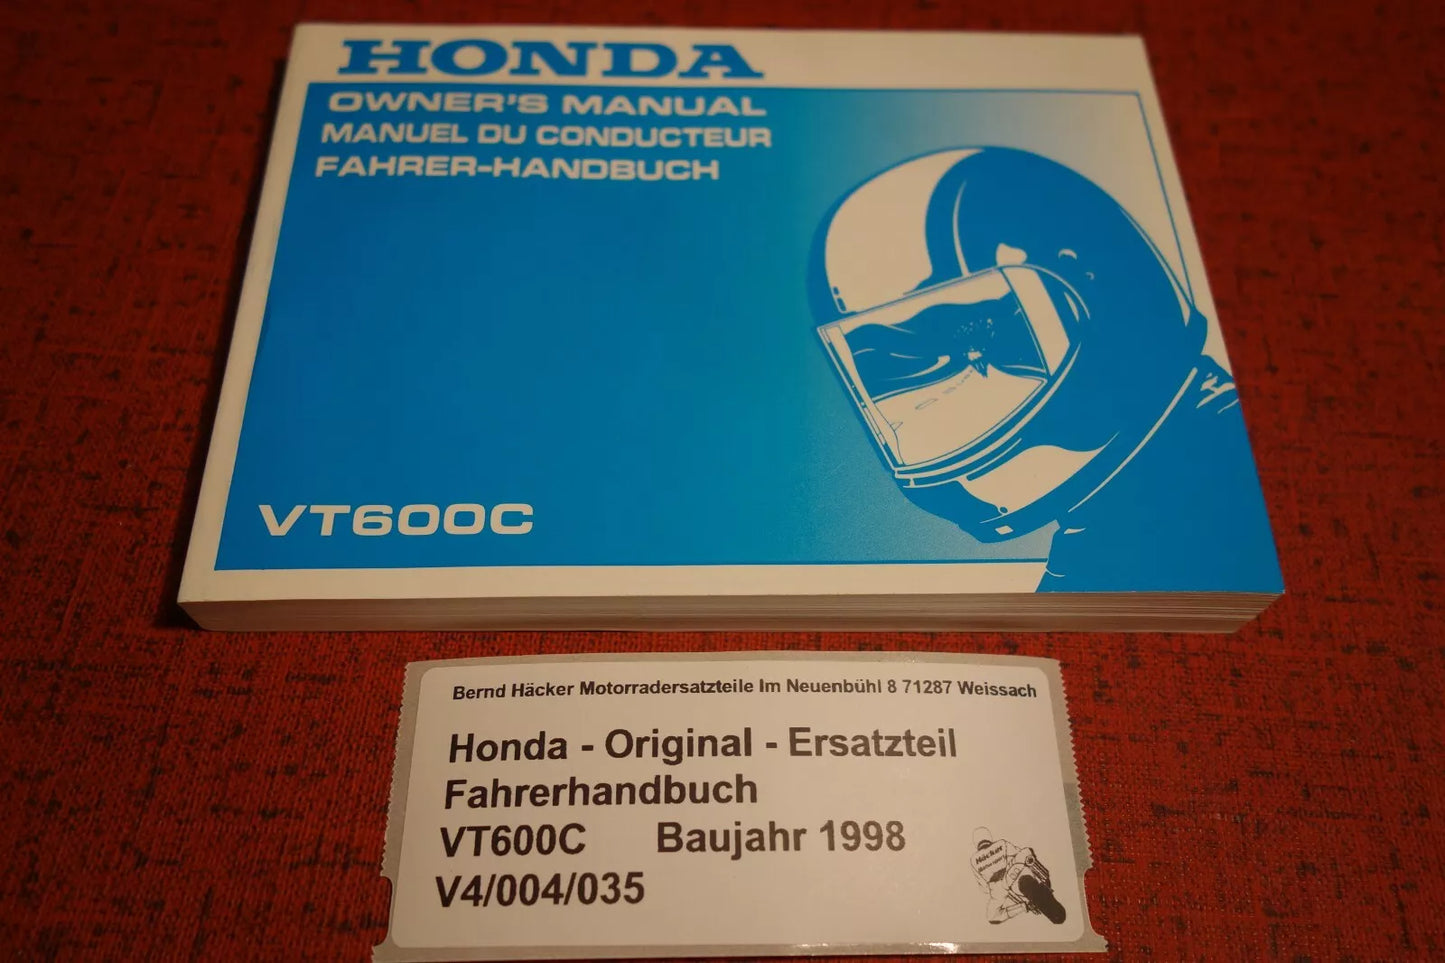 HONDA
OWNER'S MANUAL
MANUEL DU CONDUCTEUR
FAHRER-HANDBUCH
VT600C
Bernd Häcker Motorradersatzteile Im Neuenbühl 8 71287 Weissach
Honda - Original - Ersatzteil
Fahrerhandbuch
VT600C Baujahr 1998
V4/004/035
Häcker